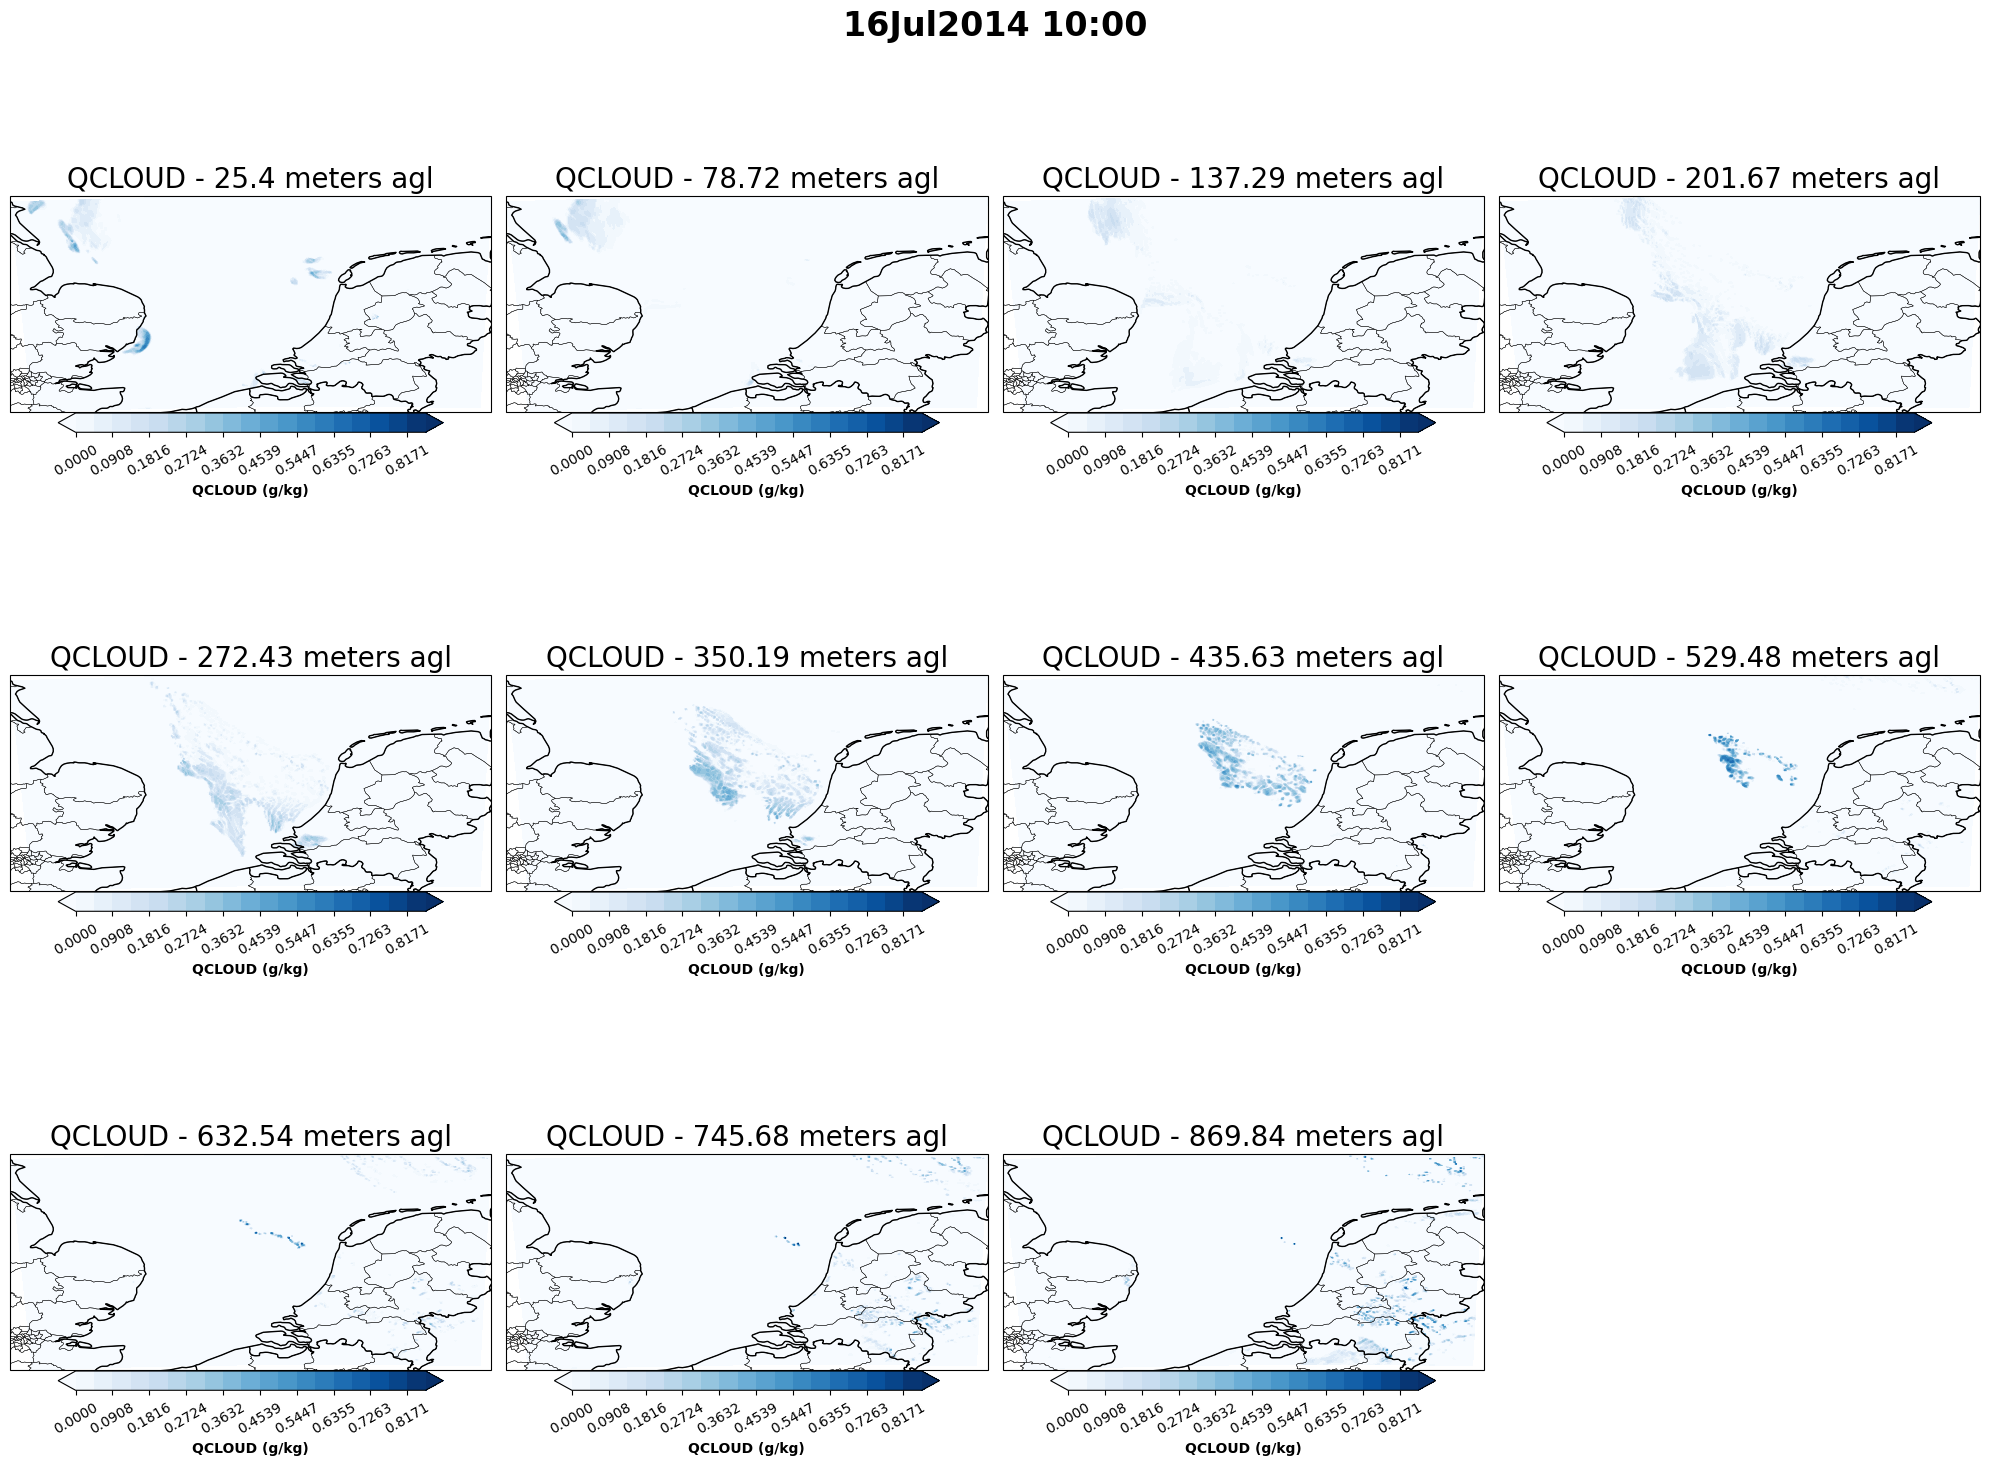 16Jul2014 10:00
QCLOUD - 25.4 meters agl
QCLOUD - 78.72 meters agl
QCLOUD - 137.29 meters agl
QCLOUD - 201.67 meters agl
0.0000 0.0908 0.1816 0.2724 0.3632 0.4539 0.5447 0.6355 0.7263 0.8171
0.0000 0.0908 0.1816 0.2724 0.3632 0.4539 0.5447 0.6355 0.7263 0.8171
0.0000 0.0908 0.1816 0.2724 0.3632 0.4539 0.5447 0.6355 0.7263 0.8171
0.0000 0.0908 0.1816 0.2724 0.3632 0.4539 0.5447 0.6355 0.7263 0.8171
QCLOUD (g/kg)
QCLOUD (g/kg)
QCLOUD (g/kg)
QCLOUD (g/kg)
QCLOUD - 272.43 meters agl
QCLOUD - 350.19 meters agl
QCLOUD - 435.63 meters agl
QCLOUD - 529.48 meters agl
0.0000 0.0908 0.1816 0.2724 0.3632 0.4539 0.5447 0.6355 0.7263 0.8171
0.0000 0.0908 0.1816 0.2724 0.3632 0.4539 0.5447 0.6355 0.7263 0.8171
0.0000 0.0908 0.1816 0.2724 0.3632 0.4539 0.5447 0.6355 0.7263 0.8171
0.0000 0.0908 0.1816 0.2724 0.3632 0.4539 0.5447 0.6355 0.7263 0.8171
QCLOUD (g/kg)
QCLOUD (g/kg)
QCLOUD (g/kg)
QCLOUD (g/kg)
QCLOUD - 632.54 meters agl
QCLOUD - 745.68 meters agl
QCLOUD - 869.84 meters agl
0.0000 0.0908 0.1816 0.2724 0.3632 0.4539 0.5447 0.6355 0.7263 0.8171
0.0000 0.0908 0.1816 0.2724 0.3632 0.4539 0.5447 0.6355 0.7263 0.8171
0.0000 0.0908 0.1816 0.2724 0.3632 0.4539 0.5447 0.6355 0.7263 0.8171
QCLOUD (g/kg)
QCLOUD (g/kg)
QCLOUD (g/kg)